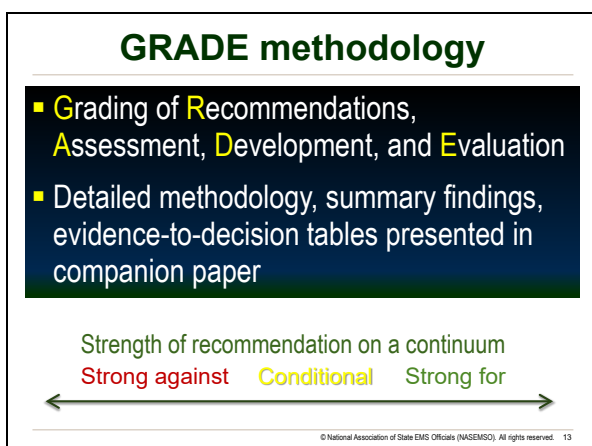 GRADE methodology
▪ Grading of Recommendations,
Assessment, Development, and Evaluation
▪ Detailed methodology, summary findings,
evidence-to-decision tables presented in
companion paper
Strength of recommendation on a continuum
Strong against Conditional Strong for
© National Association of State EMS Officials (NASEMSO). All rights reserved. 13